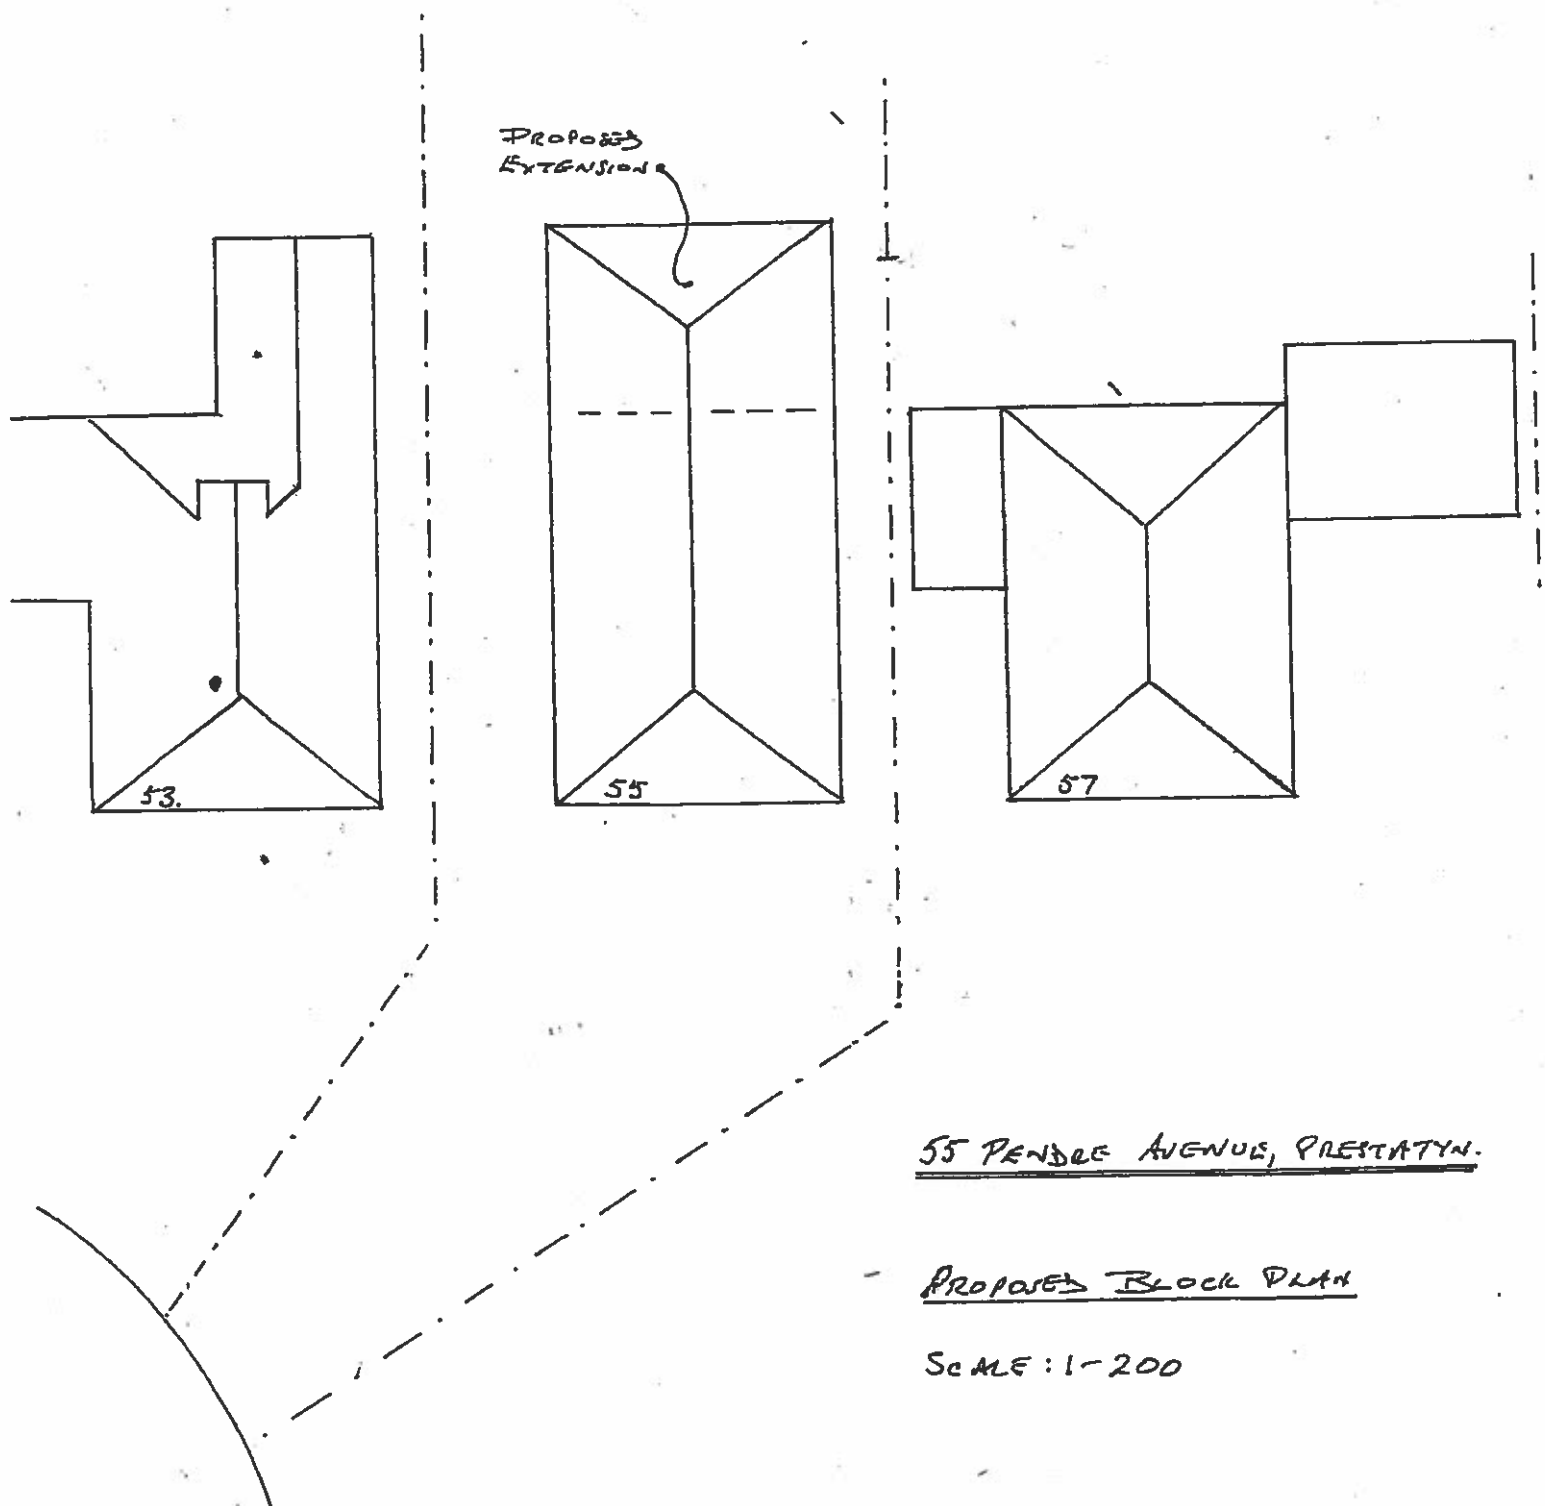 PROPOSED
EXTENSION
53.
55
57
55 PENDRE AVENUE, PRESTATYN.
PROPOSED BLOCK PLAN
SCALE : 1-200